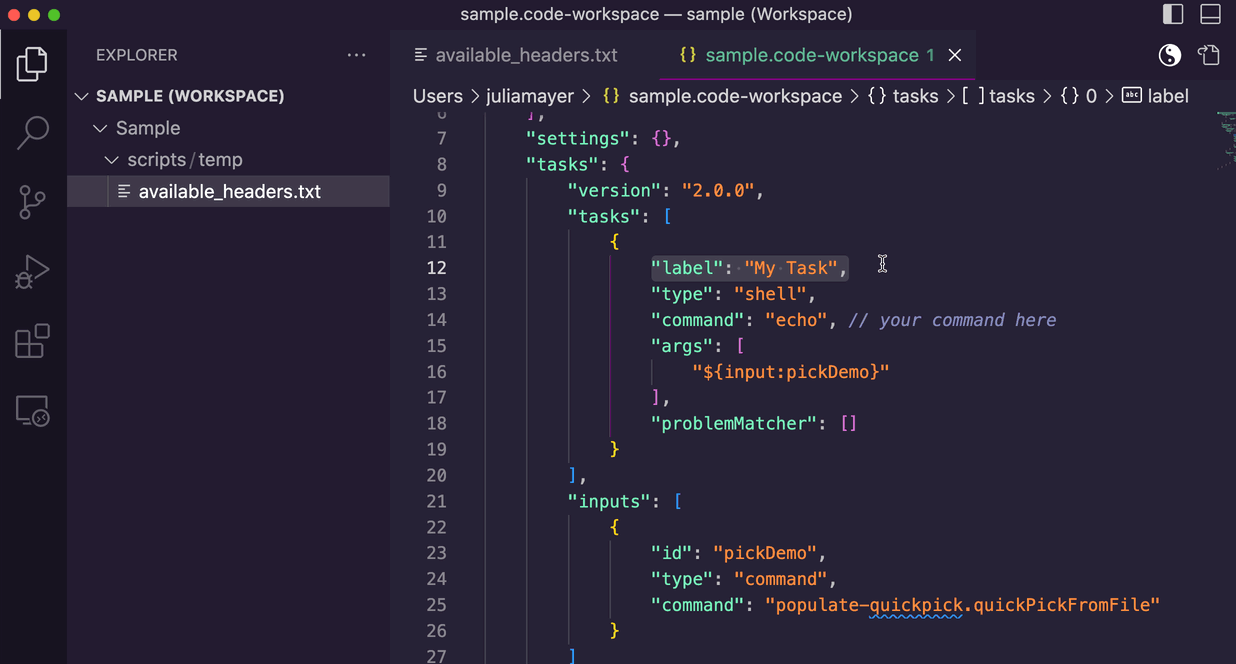 sample.code-workspace — sample (Workspace)
EXPLORER
···
SAMPLE (WORKSPACE)
Sample
scripts / temp
available_headers.txt
available_headers.txt
{} sample.code-workspace 1
Users > juliamayer > {} sample.code-workspace > {} tasks > [ ] tasks > {} 0 > abc label
6 ],
7 "settings": {},
8 "tasks": {
9 "version": "2.0.0",
10 "tasks": [
11 {
12 "label":·"My·Task",
13 "type": "shell",
14 "command": "echo", // your command here
15 "args": [
16 "${input:pickDemo}"
17 ],
18 "problemMatcher": []
19 }
20 ],
21 "inputs": [
22 {
23 "id": "pickDemo",
24 "type": "command",
25 "command": "populate-quickpick.quickPickFromFile"
26 }
27 ]